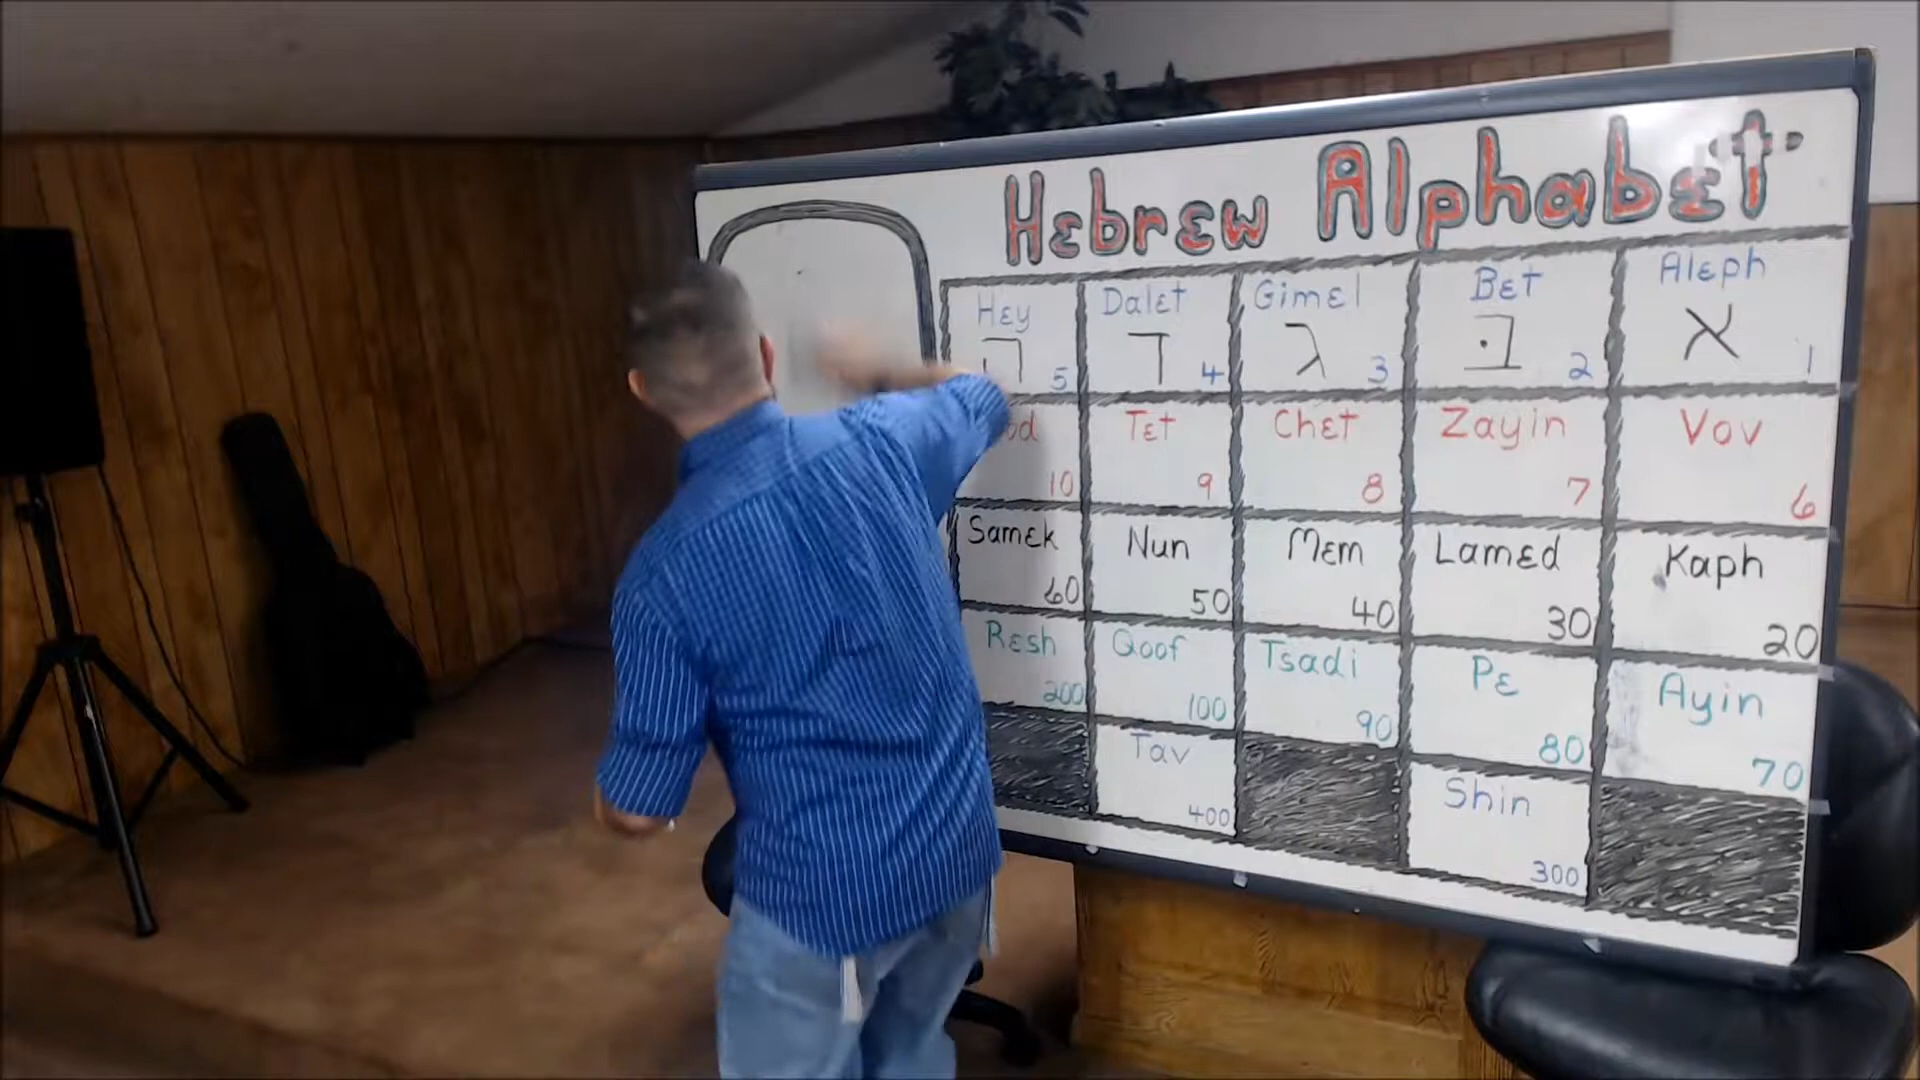 Hebrew Alphabet
Aleph Bet Gimel Dalet Hey
א בּ ג ד ה
1 2 3 4 5
Vov Zayin Chet Tet
6 7 8 9 10
Kaph Lamed Mem Nun Samek
20 30 40 50 60
Ayin Pe Tsadi Qoof Resh
70 80 90 100 200
Shin Tav
300 400